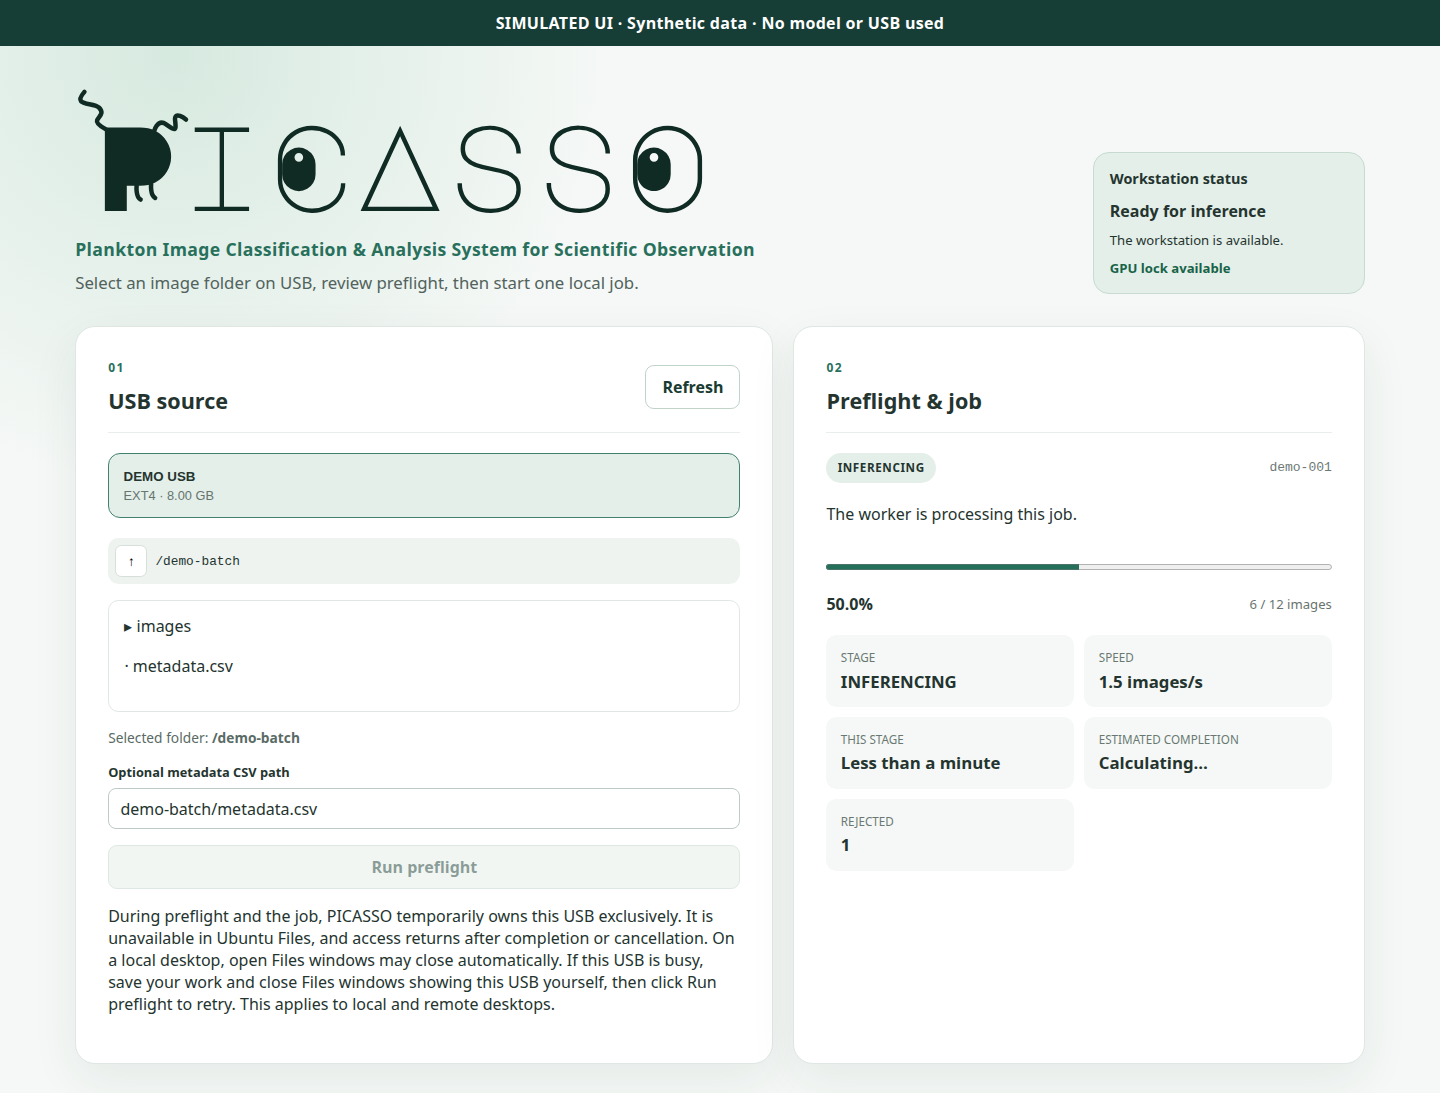 SIMULATED UI · Synthetic data · No model or USB used
PICASSO
Plankton Image Classification & Analysis System for Scientific Observation
Select an image folder on USB, review preflight, then start one local job.
Workstation status
Ready for inference
The workstation is available.
GPU lock available
01
USB source
Refresh
DEMO USB
EXT4 · 8.00 GB
↑ /demo-batch
▸ images
· metadata.csv
Selected folder: /demo-batch
Optional metadata CSV path
demo-batch/metadata.csv
Run preflight
During preflight and the job, PICASSO temporarily owns this USB exclusively. It is
unavailable in Ubuntu Files, and access returns after completion or cancellation. On
a local desktop, open Files windows may close automatically. If this USB is busy,
save your work and close Files windows showing this USB yourself, then click Run
preflight to retry. This applies to local and remote desktops.
02
Preflight & job
INFERENCING
demo-001
The worker is processing this job.
50.0%
6 / 12 images
STAGE
INFERENCING
SPEED
1.5 images/s
THIS STAGE
Less than a minute
ESTIMATED COMPLETION
Calculating...
REJECTED
1